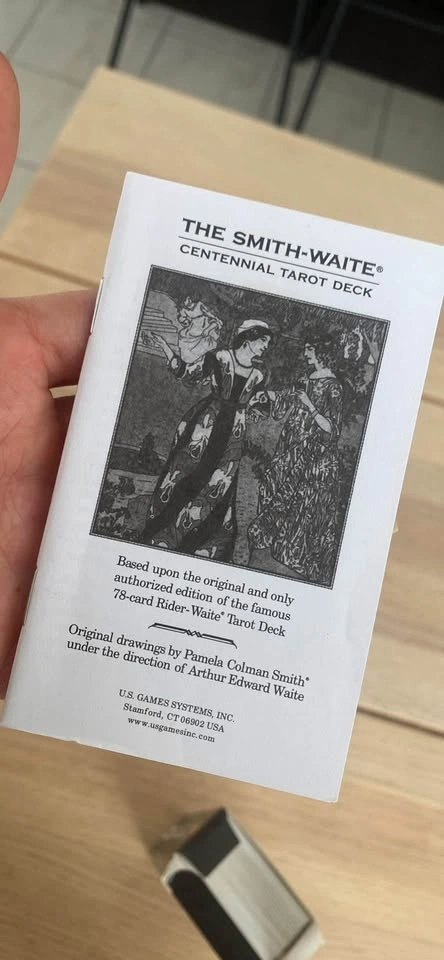 THE SMITH-WAITE®
CENTENNIAL TAROT DECK
Based upon the original and only
authorized edition of the famous
78-card Rider-Waite® Tarot Deck
Original drawings by Pamela Colman Smith®
under the direction of Arthur Edward Waite
U.S. GAMES SYSTEMS, INC.
Stamford, CT 06902 USA
www.usgamesinc.com